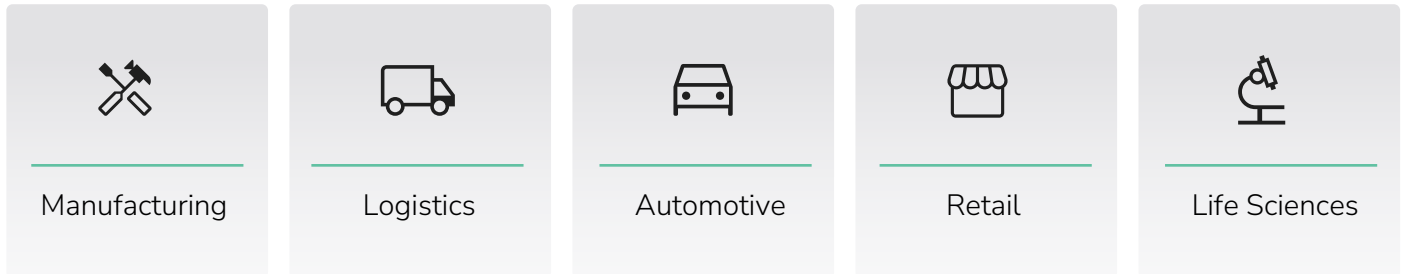 Manufacturing
Logistics
Automotive
Retail
Life Sciences